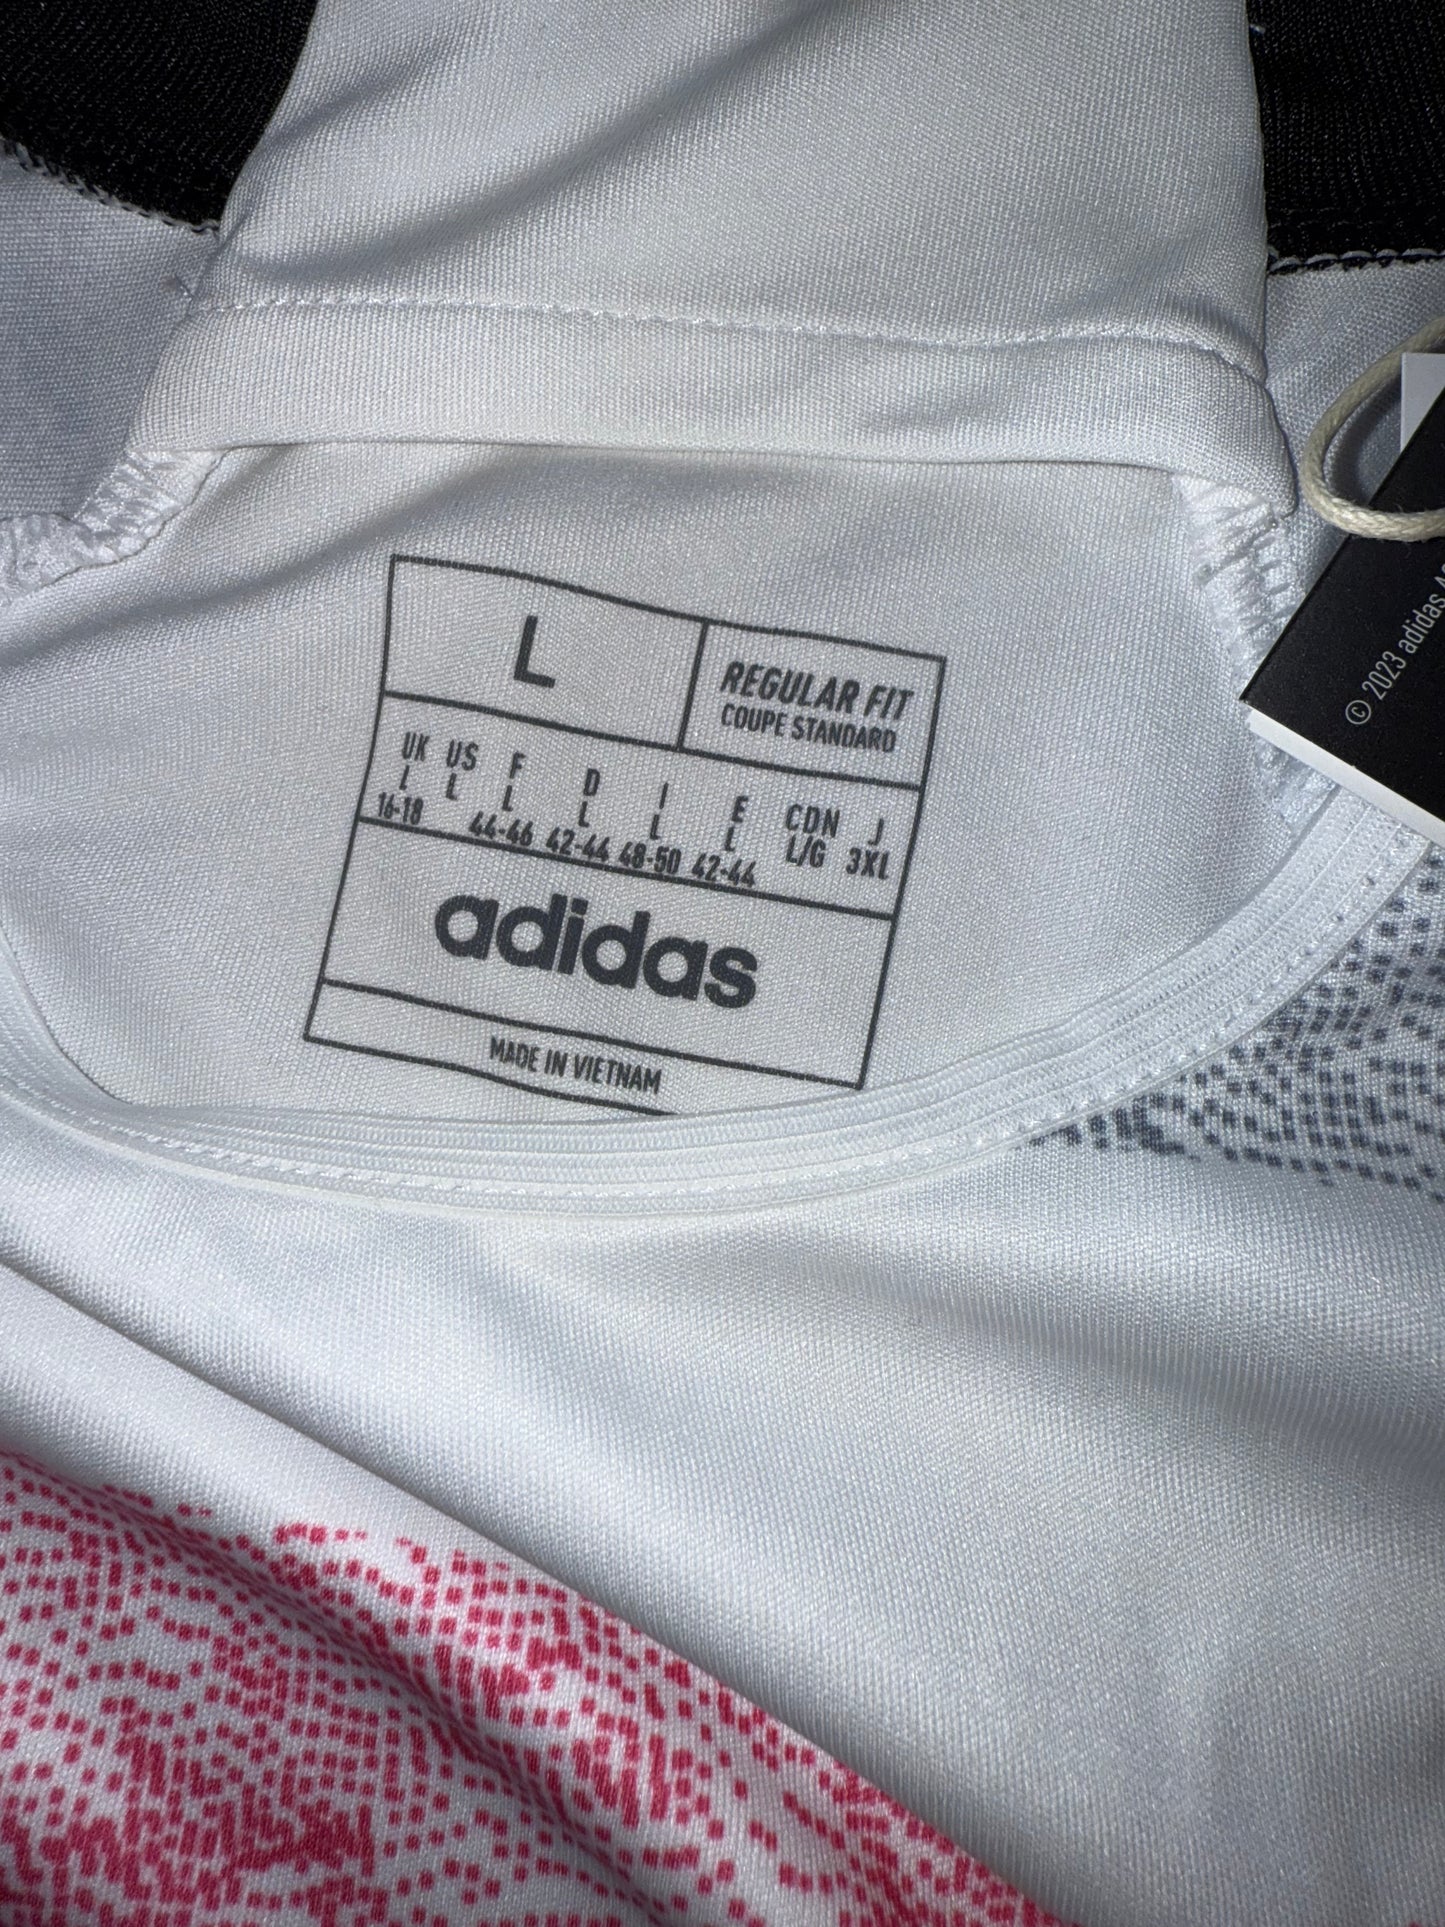 L
REGULAR FIT
COUPE STANDARD
UK US F D I E CDN J
L L L L L L L/G 3XL
16-18 44-46 42-44 48-50 42-44
adidas
MADE IN VIETNAM
© 2023 adidas